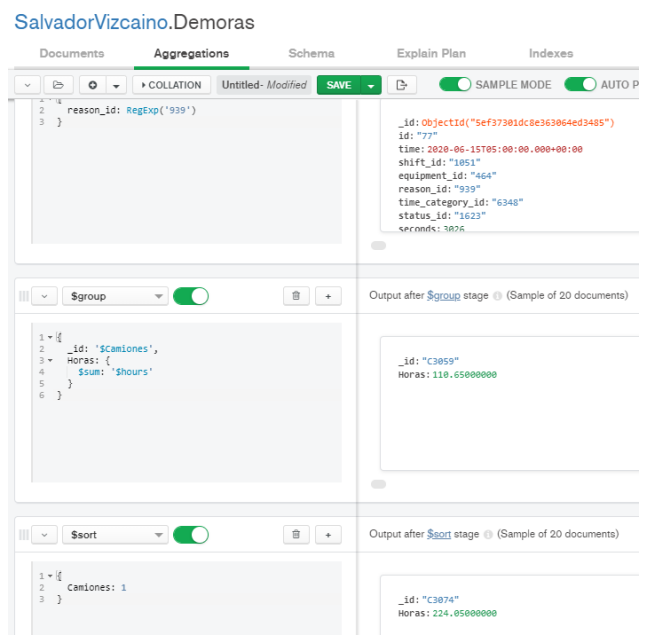 SalvadorVizcaino.Demoras
Documents Aggregations Schema Explain Plan Indexes
COLLATION Untitled- Modified SAVE SAMPLE MODE AUTO P
1 {
2 reason_id: RegExp('939')
3 }
_id:ObjectId("5ef37301dc8e363064ed3485")
id:"77"
time:2020-06-15T05:00:00.000+00:00
shift_id:"1051"
equipment_id:"464"
reason_id:"939"
time_category_id:"6348"
status_id:"1623"
seconds:3026
$group
Output after $group stage (Sample of 20 documents)
1 {
2 _id: '$Camiones',
3 Horas: {
4 $sum: '$hours'
5 }
6 }
_id:"C3059"
Horas:110.65000000
$sort
Output after $sort stage (Sample of 20 documents)
1 {
2 Camiones: 1
3 }
_id:"C3074"
Horas:224.05000000